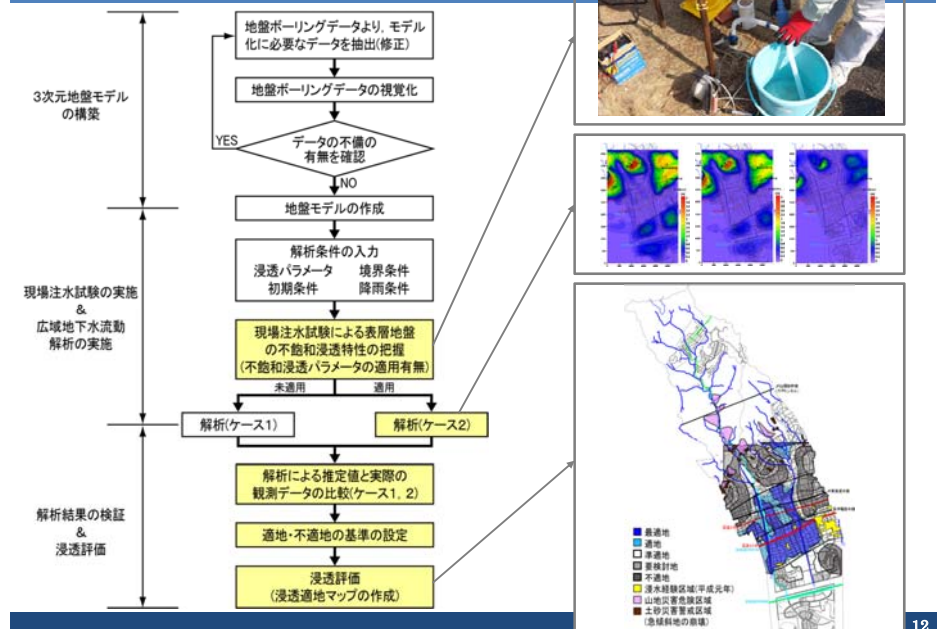 地盤ボーリングデータより，モデル
化に必要なデータを抽出(修正)
地盤ボーリングデータの視覚化
3次元地盤モデル
の構築
YES
データの不備の
有無を確認
NO
地盤モデルの作成
解析条件の入力
浸透パラメータ 境界条件
初期条件 降雨条件
現場注水試験の実施
&
広域地下水流動
解析の実施
現場注水試験による表層地盤
の不飽和浸透特性の把握
(不飽和浸透パラメータの適用有無)
未適用 適用
解析(ケース1) 解析(ケース2)
解析による推定値と実際の
観測データの比較(ケース1, 2)
解析結果の検証
&
浸透評価
適地・不適地の基準の設定
浸透評価
(浸透適地マップの作成)
最適地
適地
準適地
要検討地
不適地
浸水経験区域(平成元年)
山地災害危険区域
土砂災害警戒区域
(急傾斜地の崩壊)
12